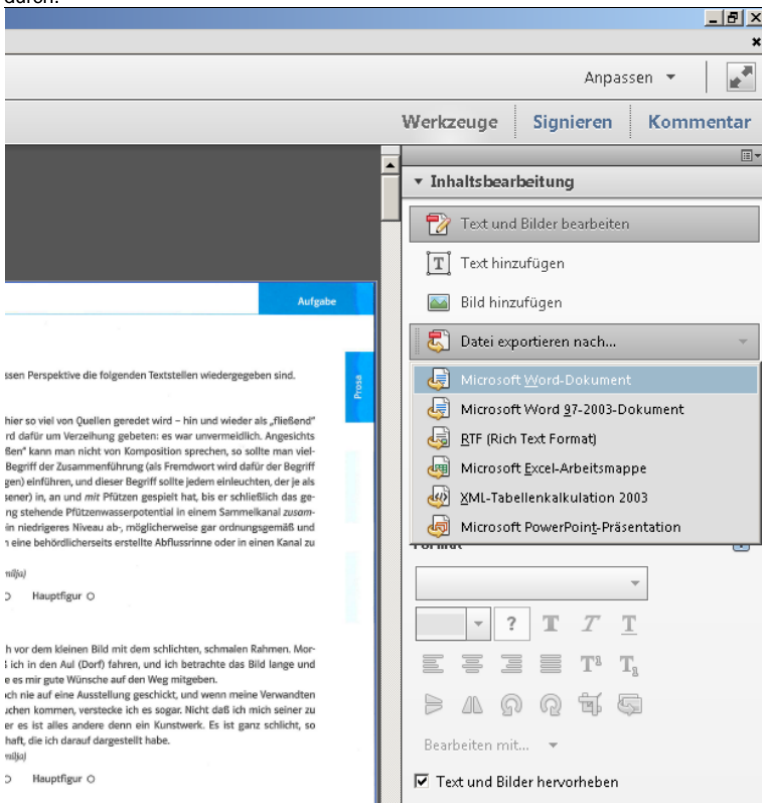 durch.
Anpassen
Werkzeuge
Signieren
Kommentar
Inhaltsbearbeitung
Text und Bilder bearbeiten
Text hinzufügen
Bild hinzufügen
Datei exportieren nach...
Microsoft Word-Dokument
Microsoft Word 97-2003-Dokument
RTF (Rich Text Format)
Microsoft Excel-Arbeitsmappe
XML-Tabellenkalkulation 2003
Microsoft PowerPoint-Präsentation
Format
Bearbeiten mit...
Text und Bilder hervorheben
Aufgabe
Prosa
ssen Perspektive die folgenden Textstellen wiedergegeben sind.
hier so viel von Quellen geredet wird – hin und wieder als „fließend"
rd dafür um Verzeihung gebeten: es war unvermeidlich. Angesichts
ßen" kann man nicht von Komposition sprechen, so sollte man viel-
Begriff der Zusammenführung (als Fremdwort wird dafür der Begriff
gen) einführen, und dieser Begriff sollte jedem einleuchten, der je als
sener) in, an und mit Pfützen gespielt hat, bis er schließlich das ge-
ng stehende Pfützenwasserpotential in einem Sammelkanal zusam-
in niedrigeres Niveau ab-, möglicherweise gar ordnungsgemäß und
eine behördlicherseits erstellte Abflussrinne oder in einen Kanal zu
Hauptfigur
h vor dem kleinen Bild mit dem schlichten, schmalen Rahmen. Mor-
ich in den Aul (Dorf) fahren, und ich betrachte das Bild lange und
e es mir gute Wünsche auf den Weg mitgeben.
ch nie auf eine Ausstellung geschickt, und wenn meine Verwandten
uchen kommen, verstecke ich es sogar. Nicht daß ich mich seiner zu
er es ist alles andere denn ein Kunstwerk. Es ist ganz schlicht, so
haft, die ich darauf dargestellt habe.
Hauptfigur